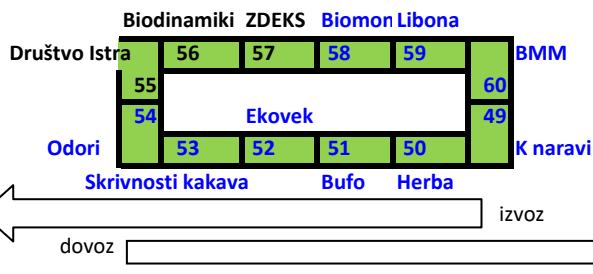 Biodinamiki ZDEKS Biomon Libona
Društvo Istra 56 57 58 59 BMM
55 60
54 Ekovek 49
Odori 53 52 51 50 K naravi
Skrivnosti kakava Bufo Herba
izvoz
dovoz